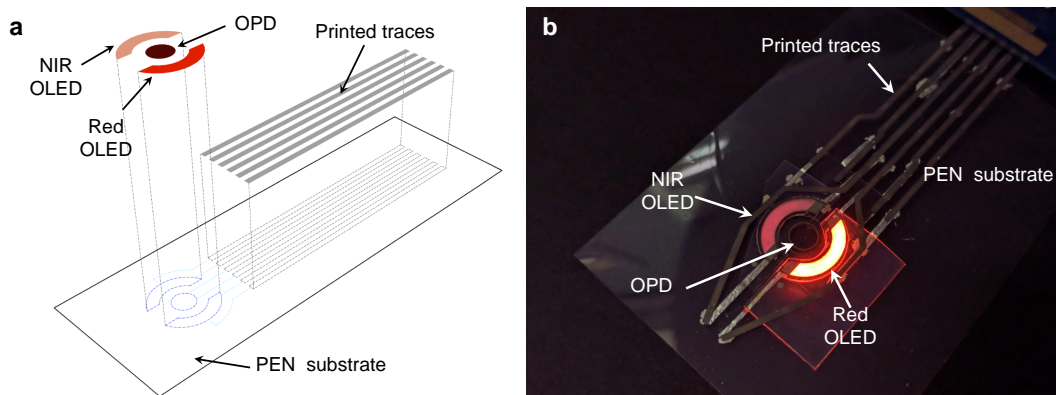 a
OPD
NIR
OLED
Red
OLED
Printed traces
PEN substrate
b
Printed traces
NIR
OLED
PEN substrate
OPD
Red
OLED